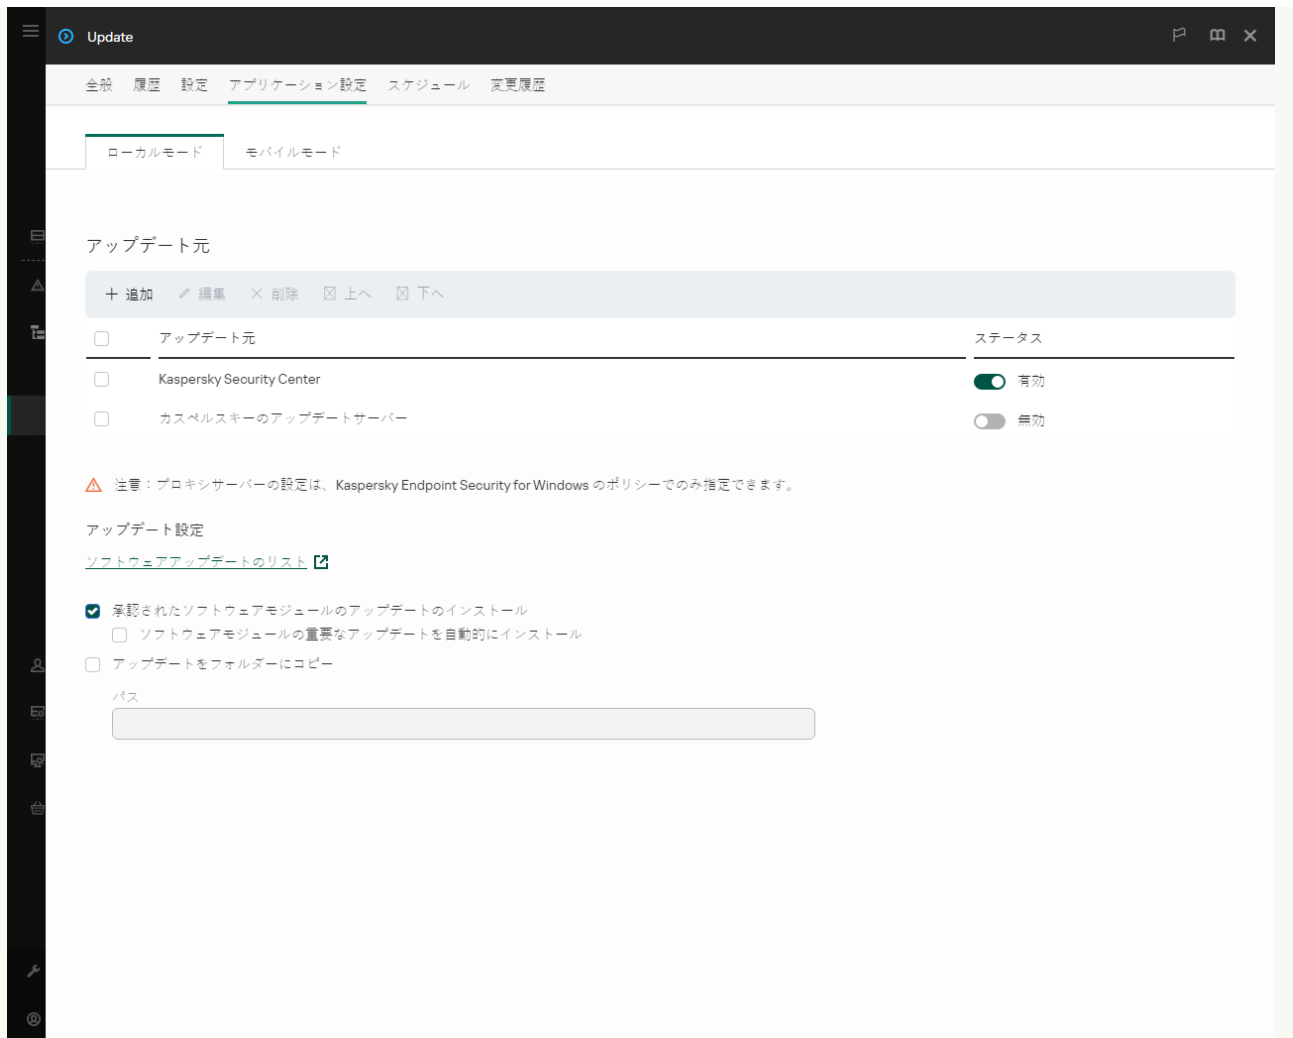 Update
全般 履歴 設定 アプリケーション設定 スケジュール 変更履歴
ローカルモード モバイルモード
アップデート元
追加 編集 削除 上へ 下へ
アップデート元 ステータス
Kaspersky Security Center 有効
カスペルスキーのアップデートサーバー 無効
注意：プロキシサーバーの設定は、Kaspersky Endpoint Security for Windows のポリシーでのみ指定できます。
アップデート設定
ソフトウェアアップデートのリスト
承認されたソフトウェアモジュールのアップデートのインストール
ソフトウェアモジュールの重要なアップデートを自動的にインストール
アップデートをフォルダーにコピー
パス